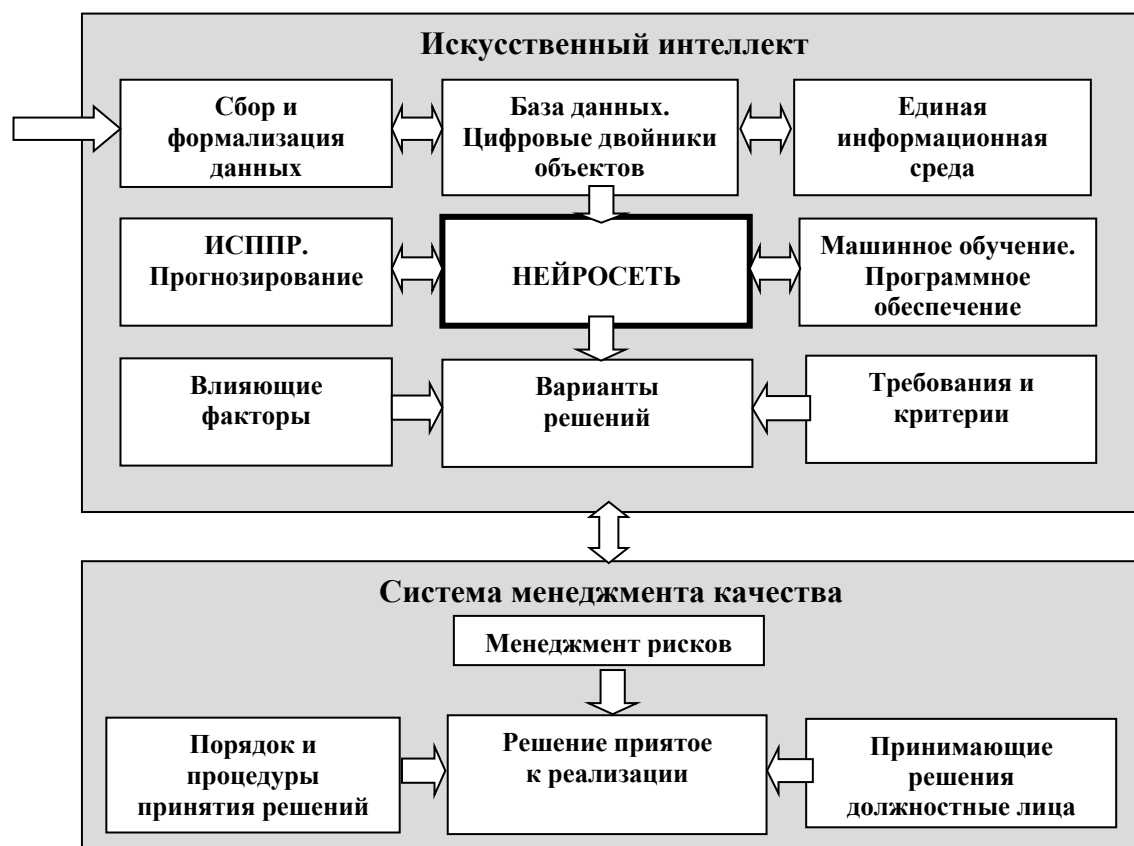 Искусственный интеллект
Сбор и
формализация
данных
База данных.
Цифровые двойники
объектов
Единая
информационная
среда
ИСППР.
Прогнозирование
НЕЙРОСЕТЬ
Машинное обучение.
Программное
обеспечение
Влияющие
факторы
Варианты
решений
Требования и
критерии
Система менеджмента качества
Менеджмент рисков
Порядок и
процедуры
принятия решений
Решение приятое
к реализации
Принимающие
решения
должностные лица